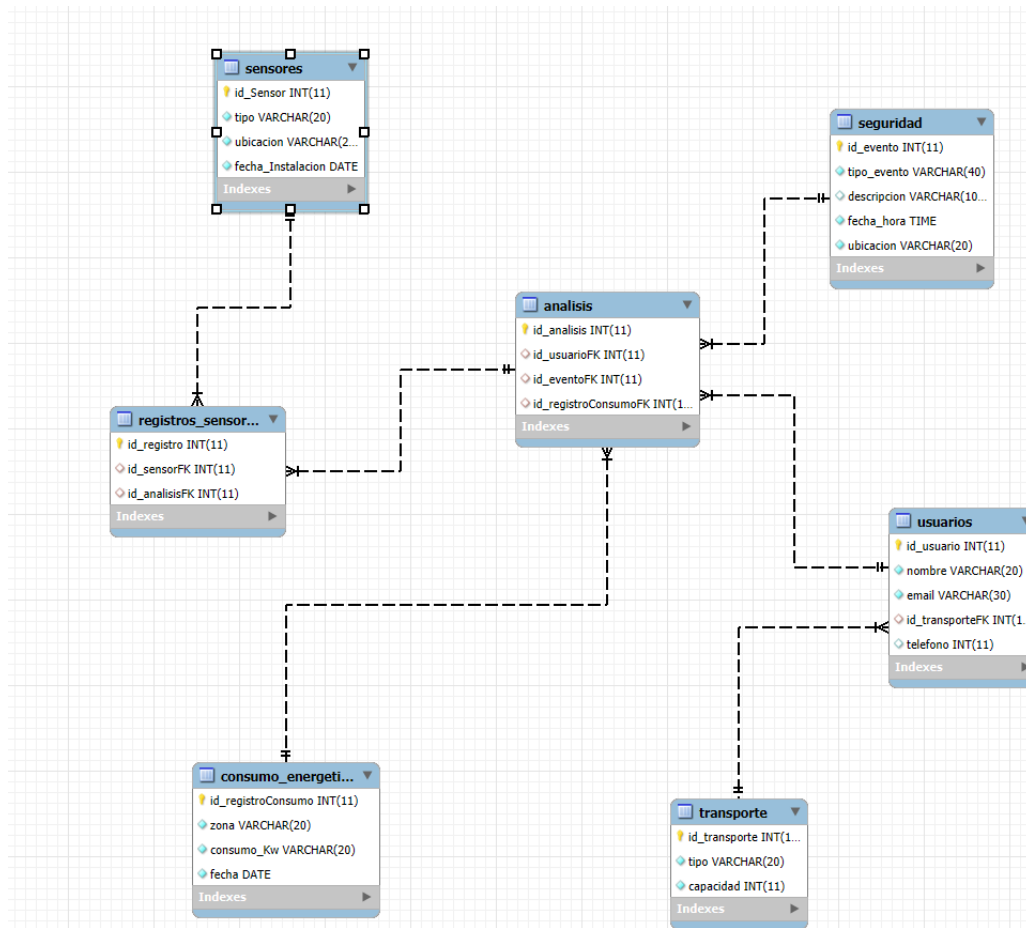 sensores
id_Sensor INT(11)
tipo VARCHAR(20)
ubicacion VARCHAR(2...
fecha_Instalacion DATE
Indexes
seguridad
id_evento INT(11)
tipo_evento VARCHAR(40)
descripcion VARCHAR(10...
fecha_hora TIME
ubicacion VARCHAR(20)
Indexes
analisis
id_analisis INT(11)
id_usuarioFK INT(11)
id_eventoFK INT(11)
id_registroConsumoFK INT(1...
Indexes
registros_sensor...
id_registro INT(11)
id_sensorFK INT(11)
id_analisisFK INT(11)
Indexes
usuarios
id_usuario INT(11)
nombre VARCHAR(20)
email VARCHAR(30)
id_transporteFK INT(1...
telefono INT(11)
Indexes
consumo_energeti...
id_registroConsumo INT(11)
zona VARCHAR(20)
consumo_Kw VARCHAR(20)
fecha DATE
Indexes
transporte
id_transporte INT(1...
tipo VARCHAR(20)
capacidad INT(11)
Indexes